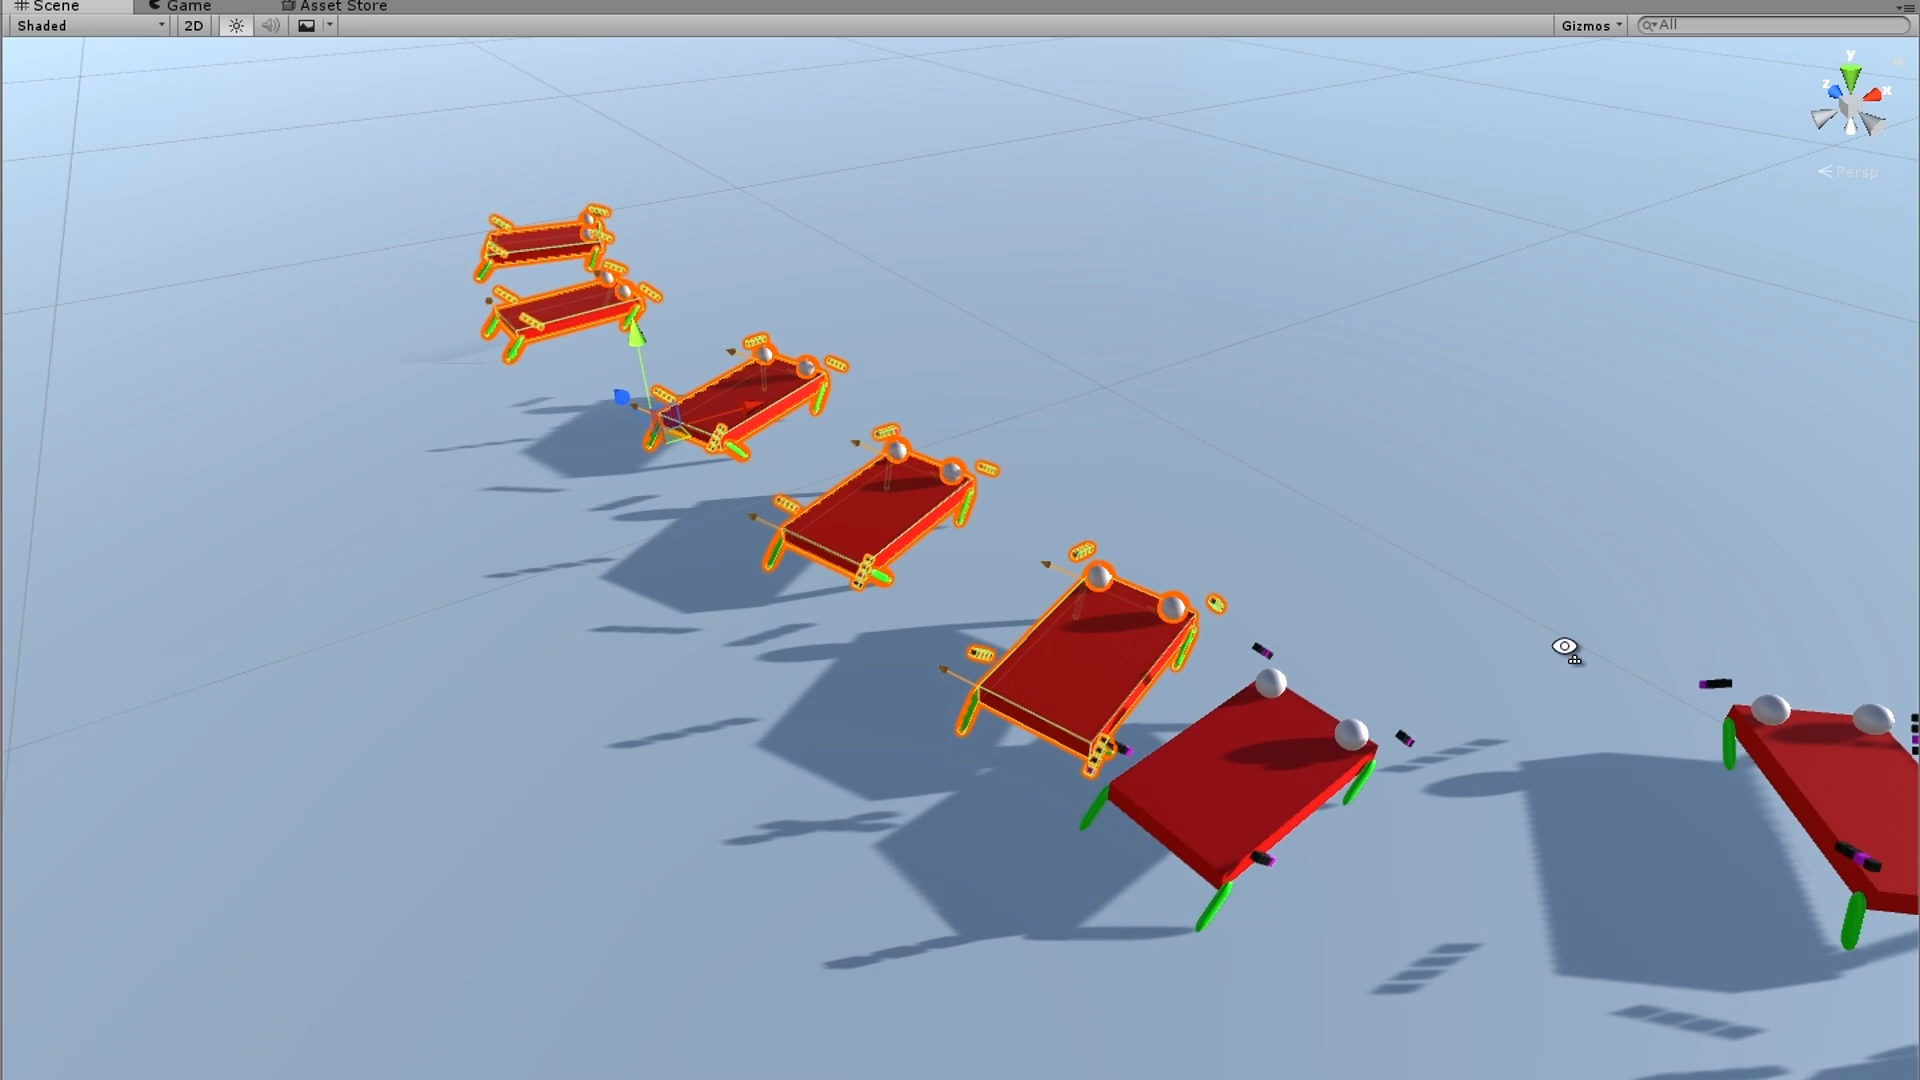 Scene Game Asset Store
Shaded 2D Gizmos All
y
z x
Persp